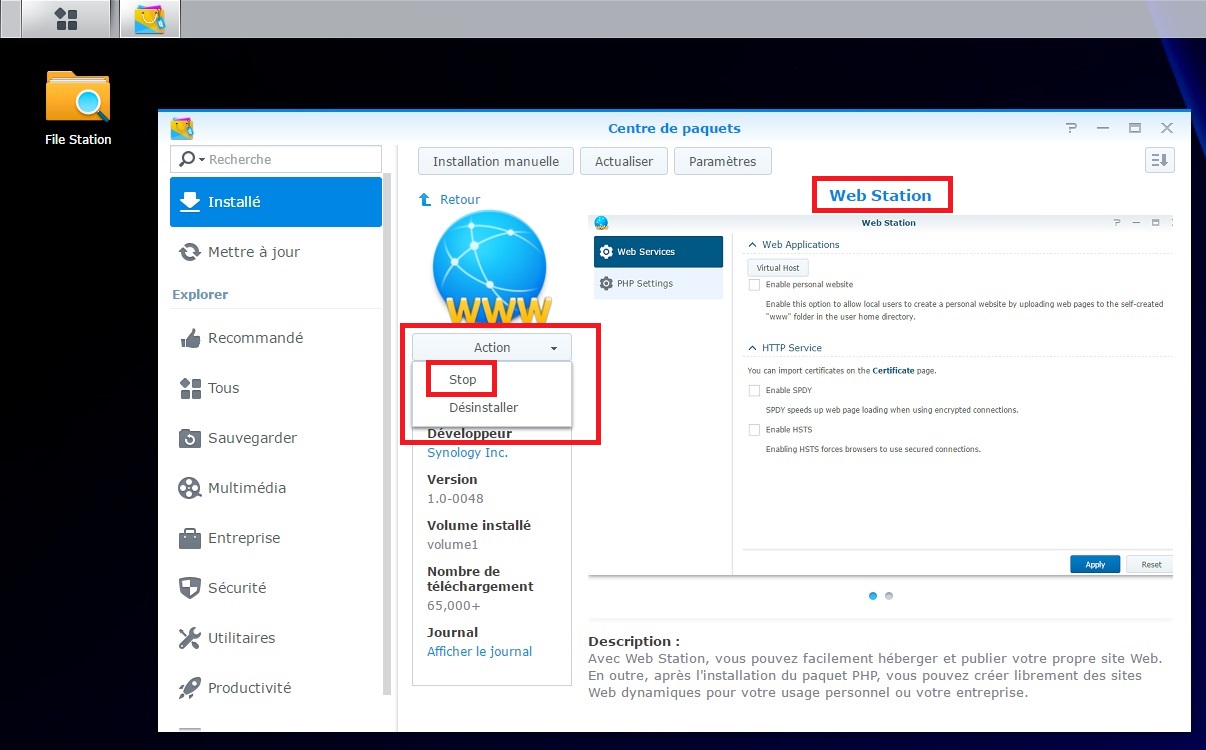 File Station
Centre de paquets
Recherche
Installation manuelle
Actualiser
Paramètres
Installé
Mettre à jour
Explorer
Recommandé
Tous
Sauvegarder
Multimédia
Entreprise
Sécurité
Utilitaires
Productivité
Retour
WWW
Action
Stop
Désinstaller
Développeur
Synology Inc.
Version
1.0-0048
Volume installé
volume1
Nombre de
téléchargement
65,000+
Journal
Afficher le journal
Web Station
Web Station
Web Services
PHP Settings
Web Applications
Virtual Host
Enable personal website
Enable this option to allow local users to create a personal website by uploading web pages to the self-created
"www" folder in the user home directory.
HTTP Service
You can import certificates on the Certificate page.
Enable SPDY
SPDY speeds up web page loading when using encrypted connections.
Enable HSTS
Enabling HSTS forces browsers to use secured connections.
Apply
Reset
Description :
Avec Web Station, vous pouvez facilement héberger et publier votre propre site Web.
En outre, après l'installation du paquet PHP, vous pouvez créer librement des sites
Web dynamiques pour votre usage personnel ou votre entreprise.